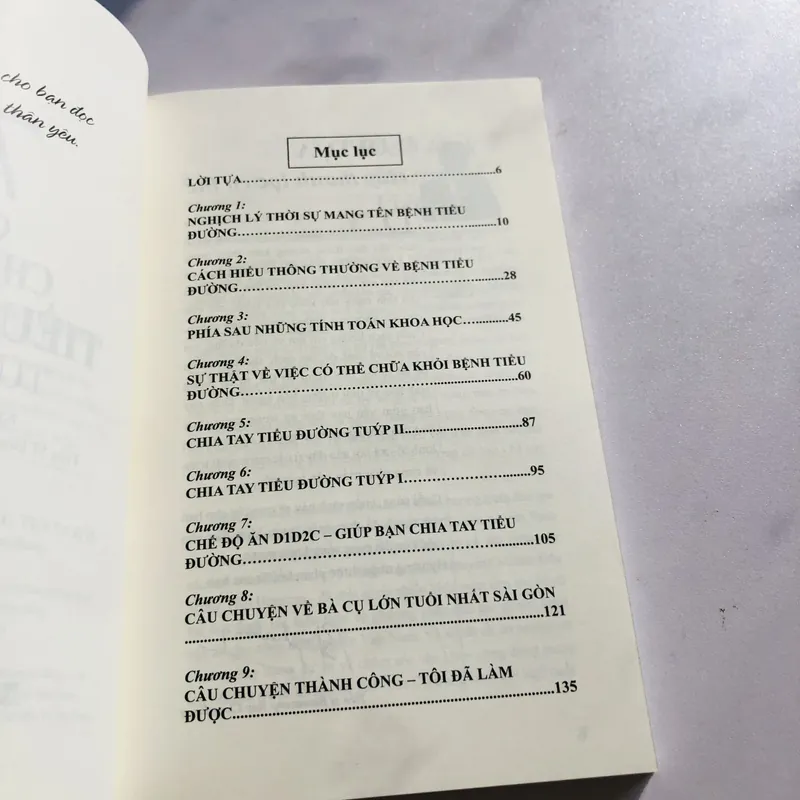 cho bạn đọc
thân yêu.
Mục lục
LỜI TỰA..............................................6
Chương 1:
NGHỊCH LÝ THỜI SỰ MANG TÊN BỆNH TIỂU
ĐƯỜNG..............................................10
Chương 2:
CÁCH HIỂU THÔNG THƯỜNG VỀ BỆNH TIỂU
ĐƯỜNG..............................................28
Chương 3:
PHÍA SAU NHỮNG TÍNH TOÁN KHOA HỌC...........45
Chương 4:
SỰ THẬT VỀ VIỆC CÓ THỂ CHỮA KHỎI BỆNH TIỂU
ĐƯỜNG..............................................60
Chương 5:
CHIA TAY TIỂU ĐƯỜNG TUÝP II.......................87
Chương 6:
CHIA TAY TIỂU ĐƯỜNG TUÝP I.......................95
Chương 7:
CHẾ ĐỘ ĂN D1D2C – GIÚP BẠN CHIA TAY TIỂU
ĐƯỜNG..............................................105
Chương 8:
CÂU CHUYỆN VỀ BÀ CỤ LỚN TUỔI NHẤT SÀI GÒN
..............................................121
Chương 9:
CÂU CHUYỆN THÀNH CÔNG – TÔI ĐÃ LÀM
ĐƯỢC..............................................135